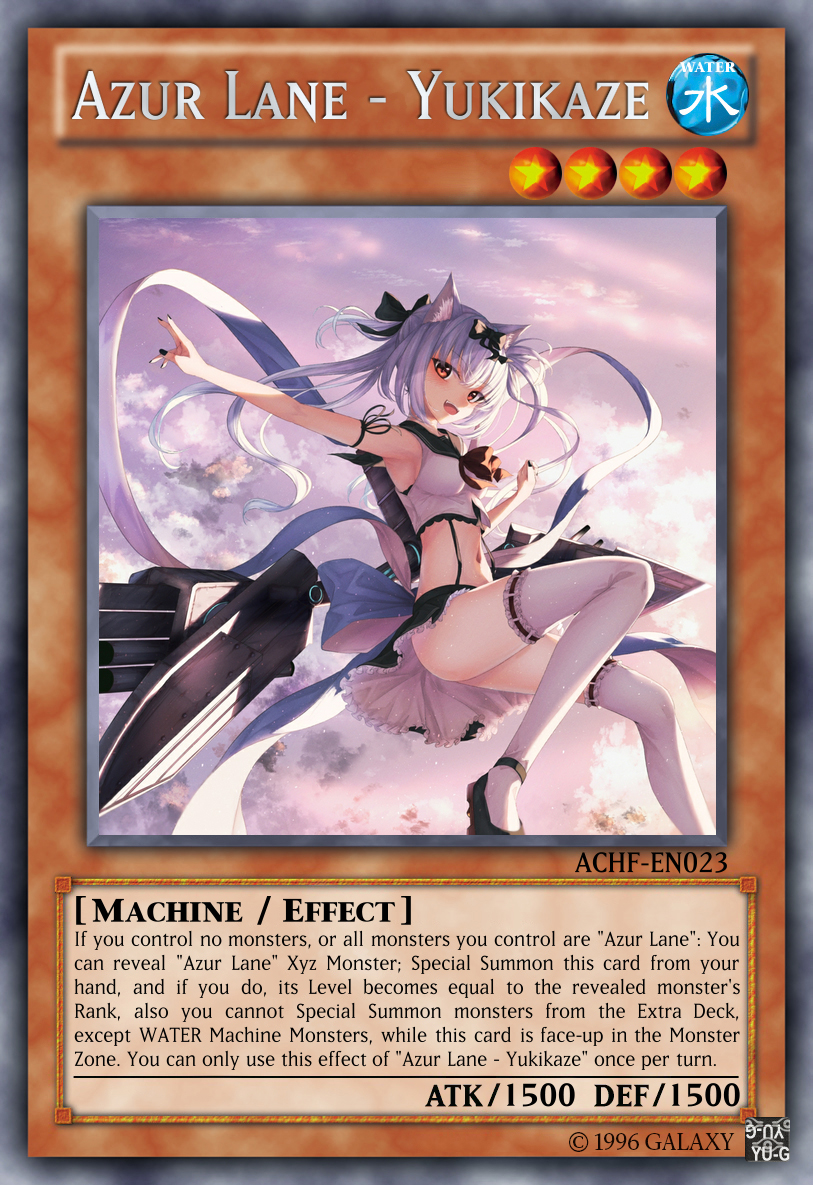 Azur Lane - Yukikaze
WATER
水
ACHF-EN023
[ Machine / Effect ]
If you control no monsters, or all monsters you control are "Azur Lane": You
can reveal "Azur Lane" Xyz Monster; Special Summon this card from your
hand, and if you do, its Level becomes equal to the revealed monster's
Rank, also you cannot Special Summon monsters from the Extra Deck,
except WATER Machine Monsters, while this card is face-up in the Monster
Zone. You can only use this effect of "Azur Lane - Yukikaze" once per turn.
ATK/1500 DEF/1500
© 1996 GALAXY
YU-G
YU-G